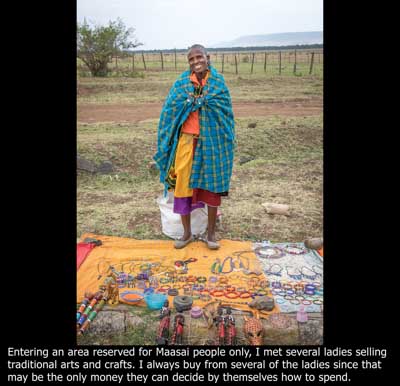 Entering an area reserved for Maasai people only, I met several ladies selling
traditional arts and crafts. I always buy from several of the ladies since that
may be the only money they can decide by themselves how to spend.